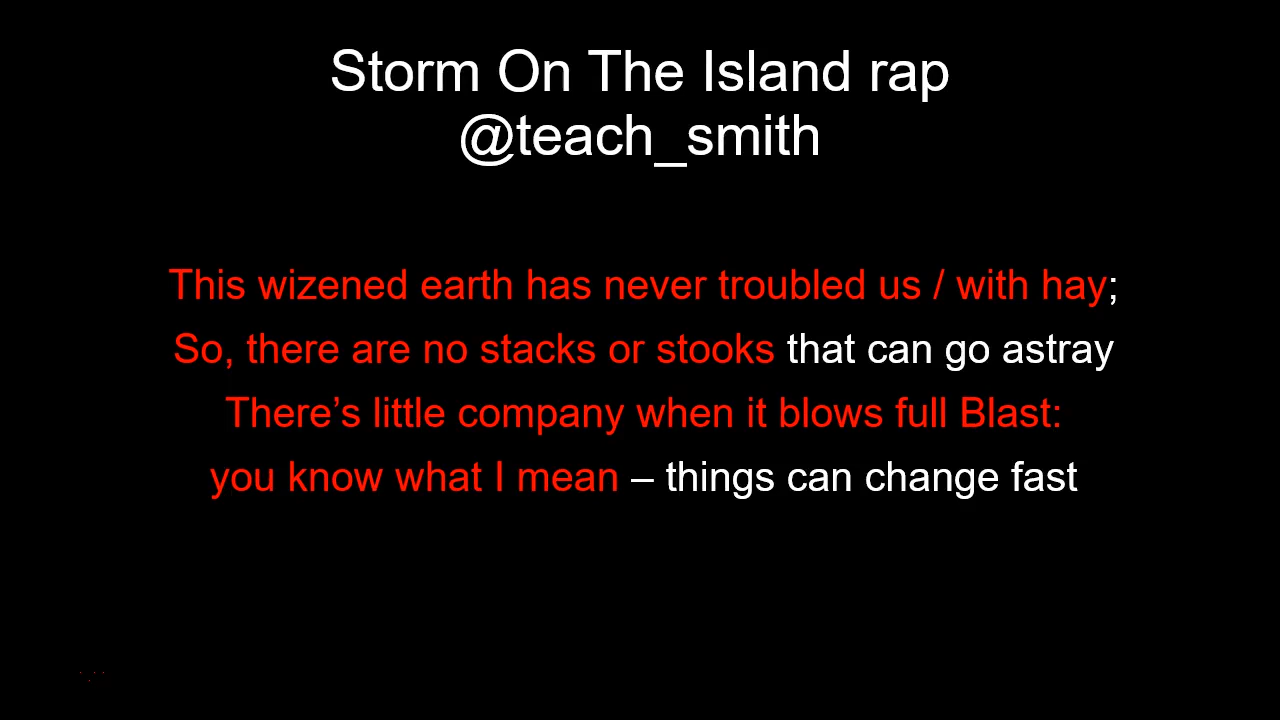 Storm On The Island rap
@teach_smith
This wizened earth has never troubled us / with hay;
So, there are no stacks or stooks that can go astray
There’s little company when it blows full Blast:
you know what I mean – things can change fast